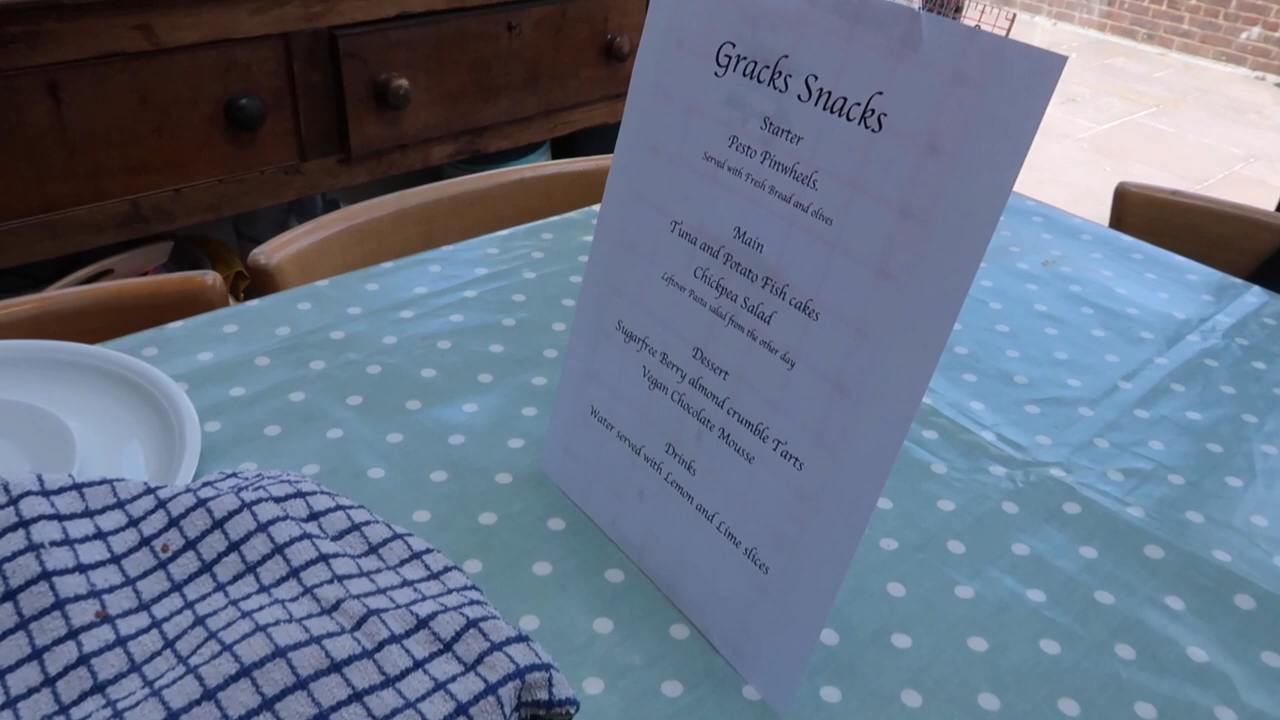 Gracks Snacks
Starter
Pesto Pinwheels.
Served with Fresh Bread and olives
Main
Tuna and Potato Fish cakes
Chickpea Salad
Leftover Pasta salad from the other day
Dessert
Sugarfree Berry almond crumble Tarts
Vegan Chocolate Mousse
Drinks
Water served with Lemon and Lime slices